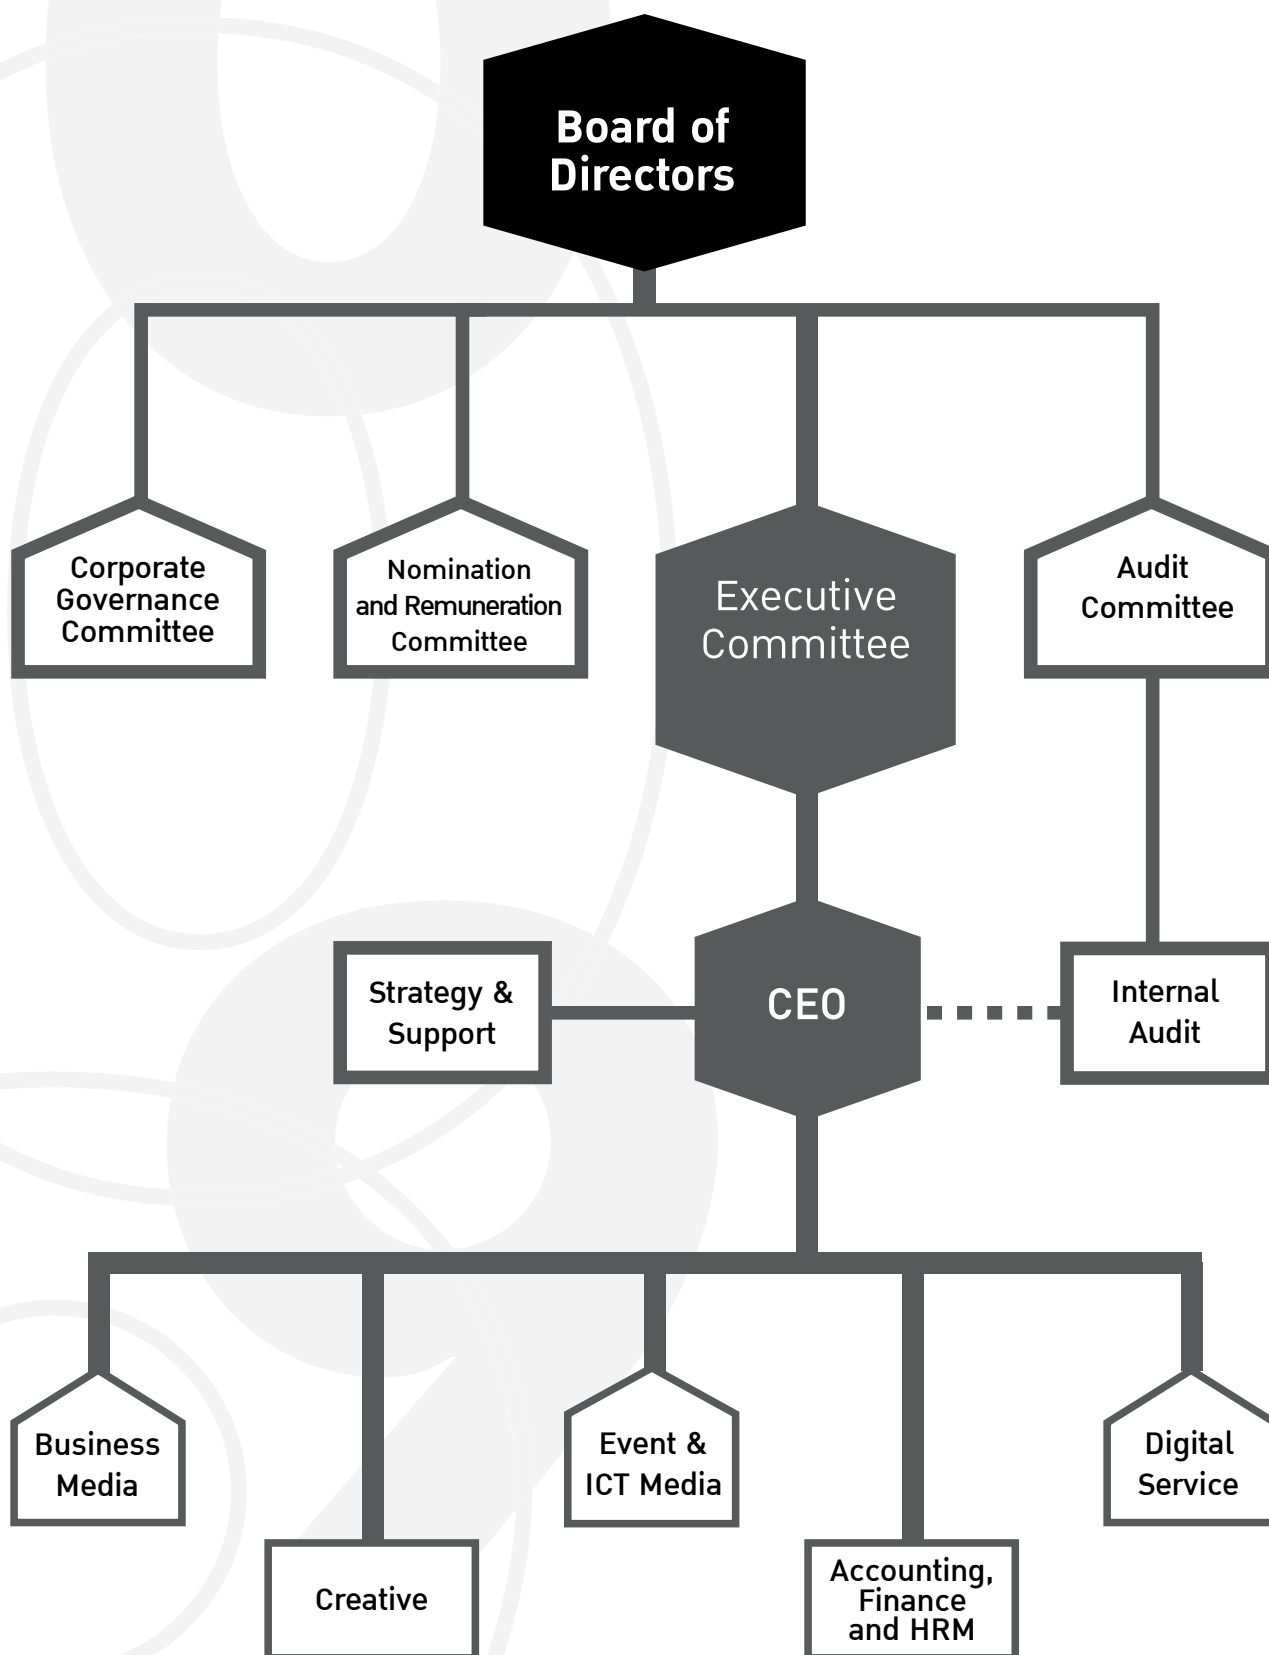 Board of
Directors
Corporate
Governance
Committee
Nomination
and Remuneration
Committee
Executive
Committee
Audit
Committee
Strategy &
Support
CEO
Internal
Audit
Business
Media
Event &
ICT Media
Digital
Service
Creative
Accounting,
Finance
and HRM